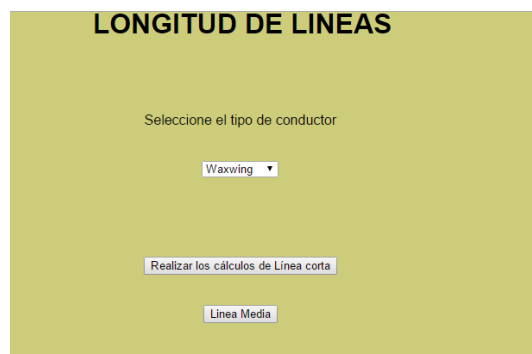 LONGITUD DE LINEAS
Seleccione el tipo de conductor
Waxwing
Realizar los cálculos de Línea corta
Linea Media